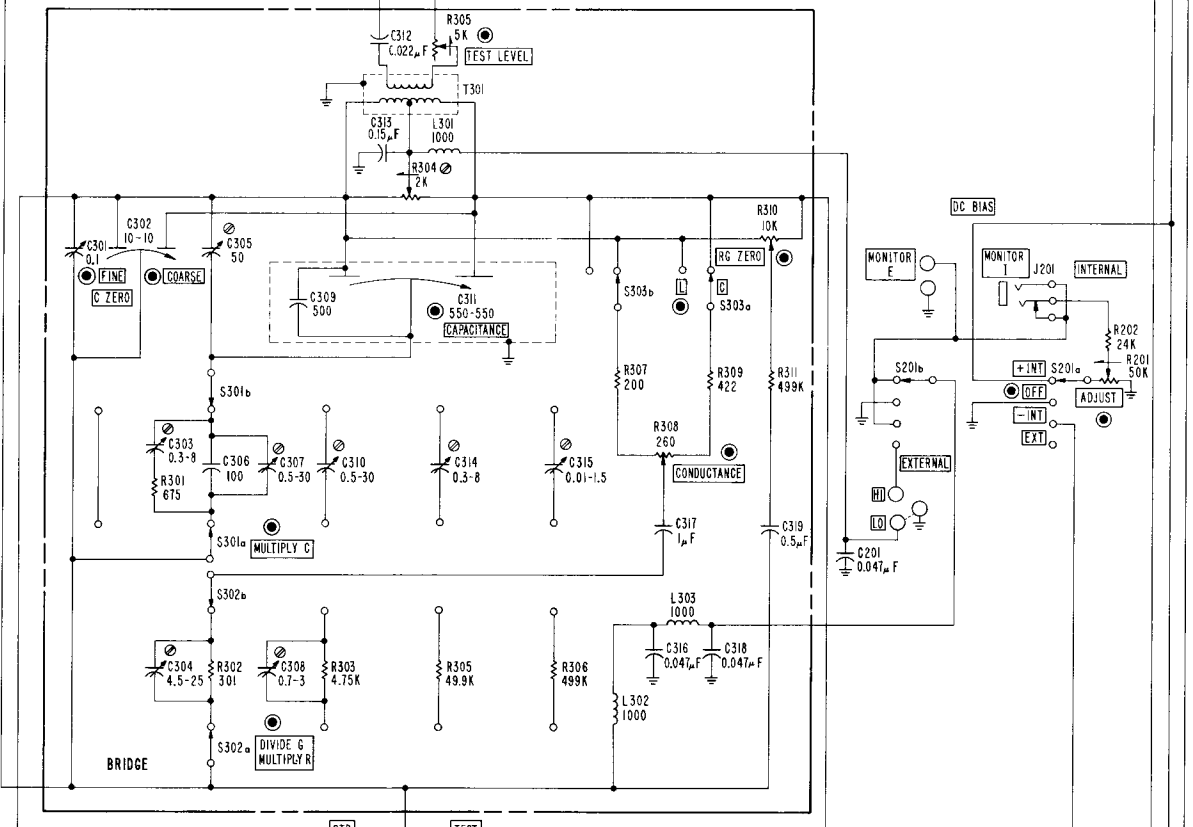 R305
5K
TEST LEVEL
C312
0.022μF
T301
C313
0.15μF
L301
1000
R304
2K
C301
0.1
C302
10-10
C305
50
FINE
COARSE
C ZERO
C309
500
C311
550-550
CAPACITANCE
S303b
L
C
S303a
RG ZERO
R310
10K
DC BIAS
MONITOR
E
MONITOR
I
J201
INTERNAL
R202
24K
R201
50K
ADJUST
S201b
S201a
+INT
OFF
-INT
EXT
EXTERNAL
HI
LO
C201
0.047μF
S301b
R307
200
R309
422
R311
499K
C303
0.3-8
R301
675
C306
100
C307
0.5-30
C310
0.5-30
C314
0.3-8
C315
0.01-1.5
R308
260
CONDUCTANCE
C317
1μF
C319
0.5μF
S301a
MULTIPLY C
S302b
L303
1000
C316
0.047μF
C318
0.047μF
C304
4.5-25
R302
301
C308
0.7-3
R303
4.75K
R305
49.9K
R306
499K
L302
1000
S302a
DIVIDE G
MULTIPLY R
BRIDGE